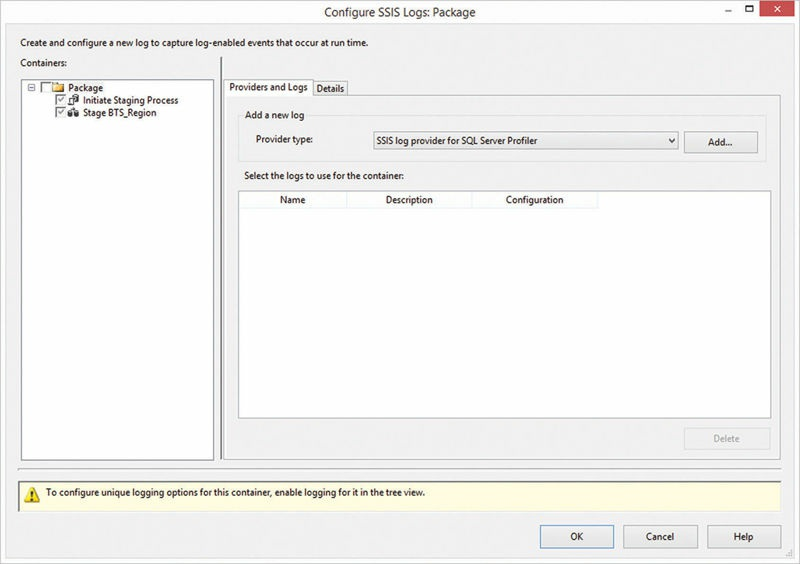 Configure SSIS Logs: Package
Create and configure a new log to capture log-enabled events that occur at run time.
Containers:
Package
Initiate Staging Process
Stage BTS_Region
Providers and Logs
Details
Add a new log
Provider type:
SSIS log provider for SQL Server Profiler
Add...
Select the logs to use for the container:
Name
Description
Configuration
Delete
To configure unique logging options for this container, enable logging for it in the tree view.
OK
Cancel
Help